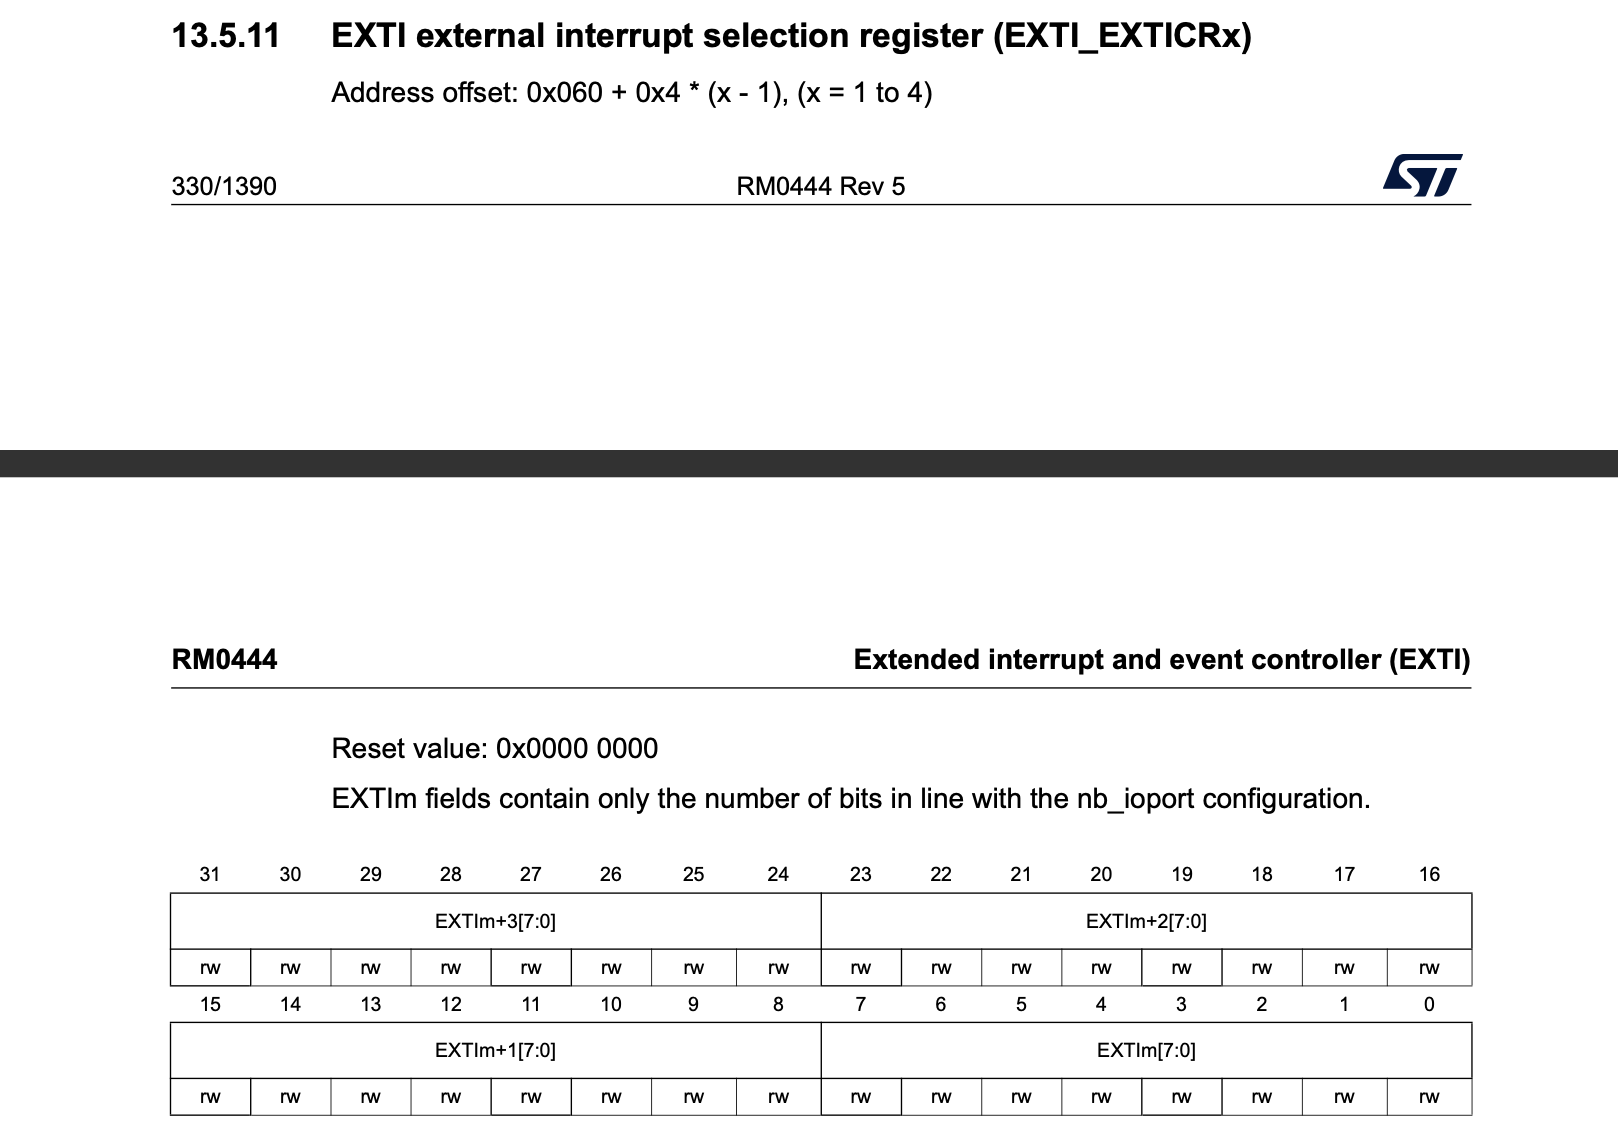 13.5.11 EXTI external interrupt selection register (EXTI_EXTICRx)
Address offset: 0x060 + 0x4 * (x - 1), (x = 1 to 4)
330/1390 RM0444 Rev 5 ST
RM0444 Extended interrupt and event controller (EXTI)
Reset value: 0x0000 0000
EXTIm fields contain only the number of bits in line with the nb_ioport configuration.
31 30 29 28 27 26 25 24 23 22 21 20 19 18 17 16
EXTIm+3[7:0] EXTIm+2[7:0]
rw rw rw rw rw rw rw rw rw rw rw rw rw rw rw rw
15 14 13 12 11 10 9 8 7 6 5 4 3 2 1 0
EXTIm+1[7:0] EXTIm[7:0]
rw rw rw rw rw rw rw rw rw rw rw rw rw rw rw rw